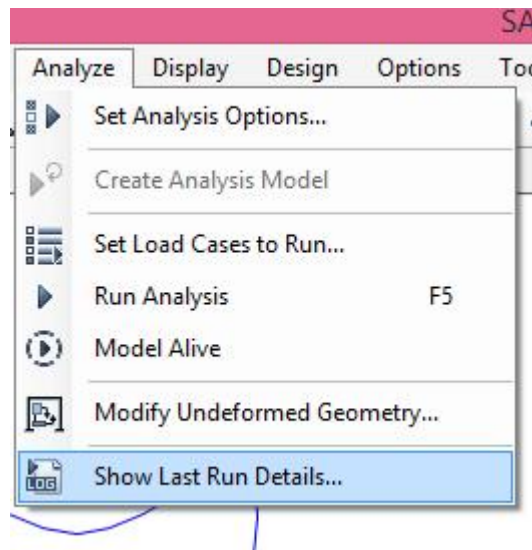 SA
Analyze Display Design Options Too
Set Analysis Options...
Create Analysis Model
Set Load Cases to Run...
Run Analysis F5
Model Alive
Modify Undeformed Geometry...
LOG Show Last Run Details...